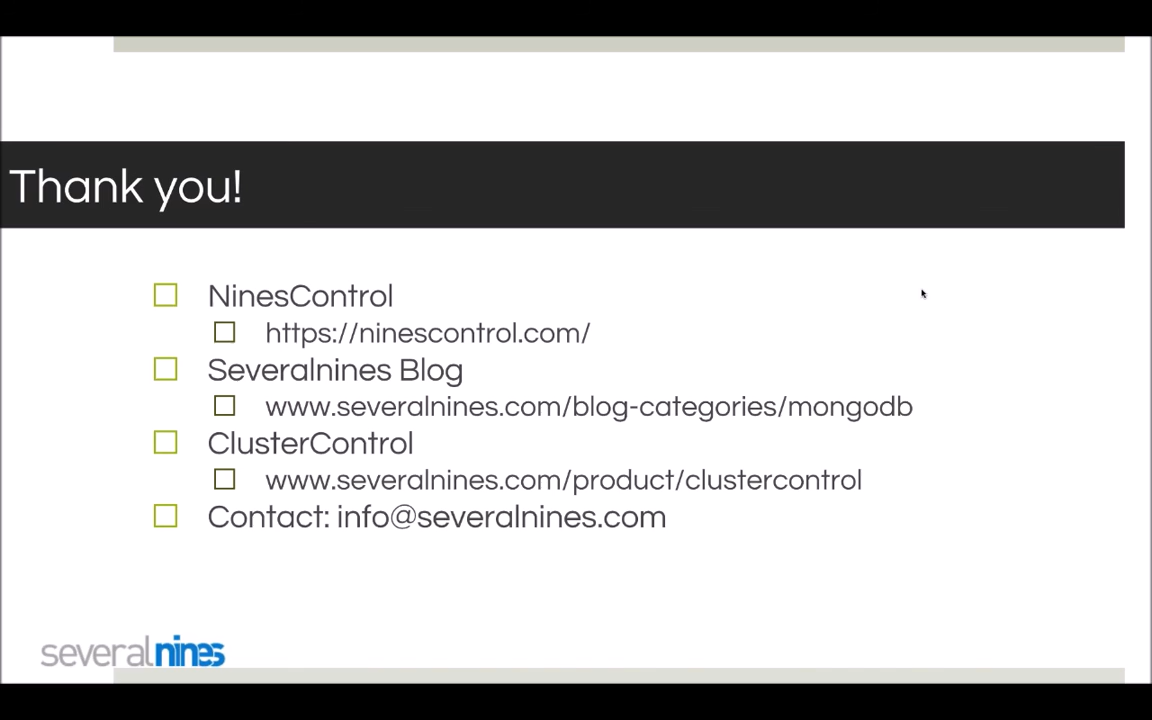 Thank you!
NinesControl
https://ninescontrol.com/
Severalnines Blog
www.severalnines.com/blog-categories/mongodb
ClusterControl
www.severalnines.com/product/clustercontrol
Contact: info@severalnines.com
severalnines